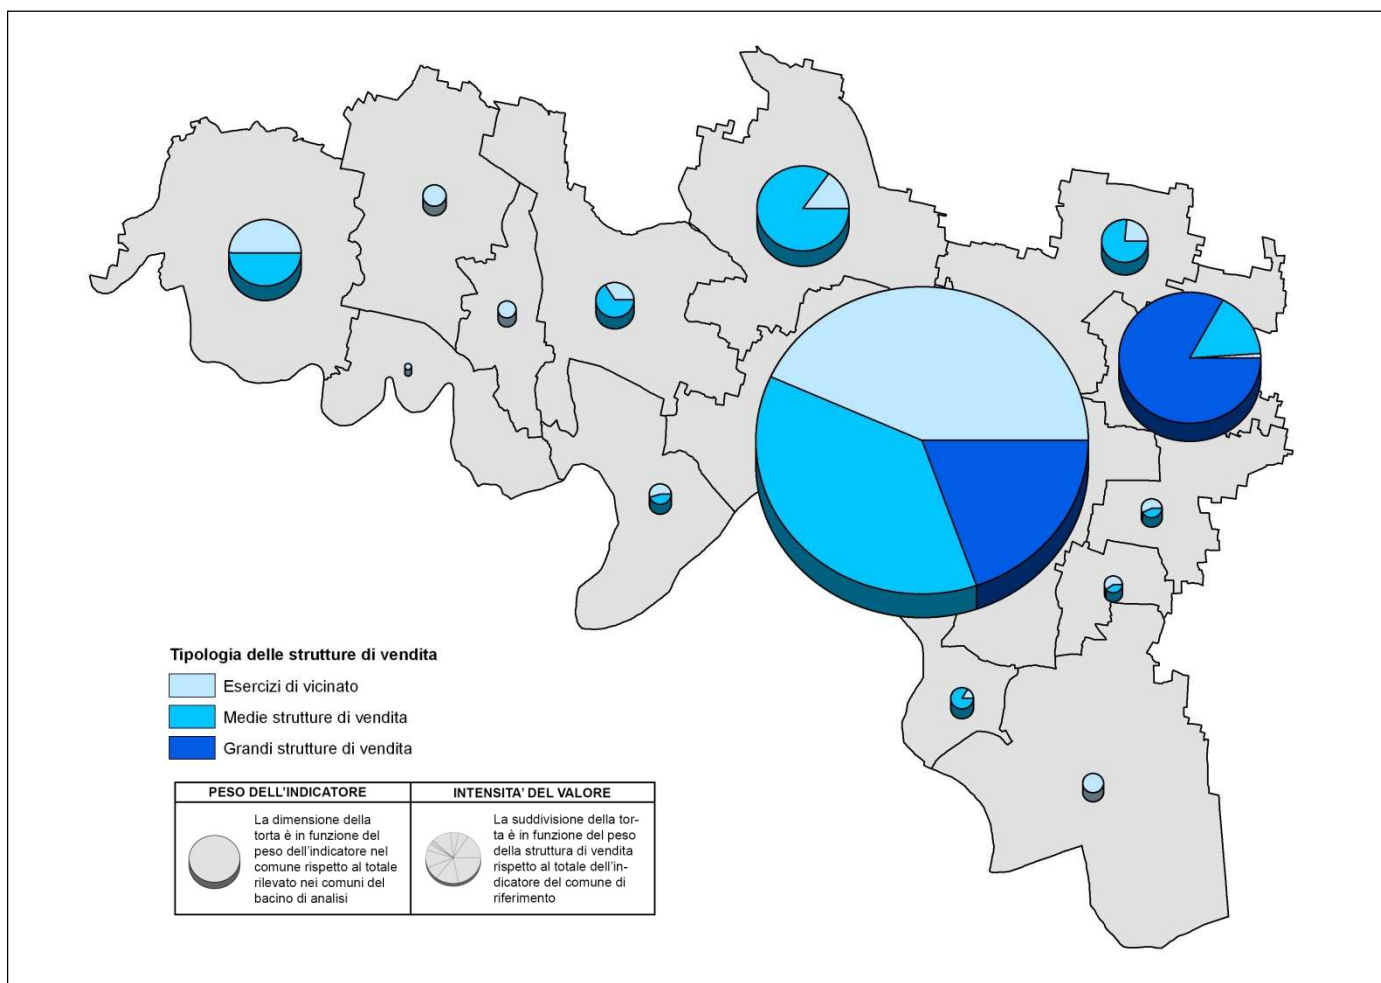 Tipologia delle strutture di vendita
Esercizi di vicinato
Medie strutture di vendita
Grandi strutture di vendita
PESO DELL'INDICATORE
La dimensione della
torta è in funzione del
peso dell'indicatore nel
comune rispetto al totale
rilevato nei comuni del
bacino di analisi
INTENSITA' DEL VALORE
La suddivisione della tor-
ta è in funzione del peso
della struttura di vendita
rispetto al totale dell'in-
dicatore del comune di
riferimento